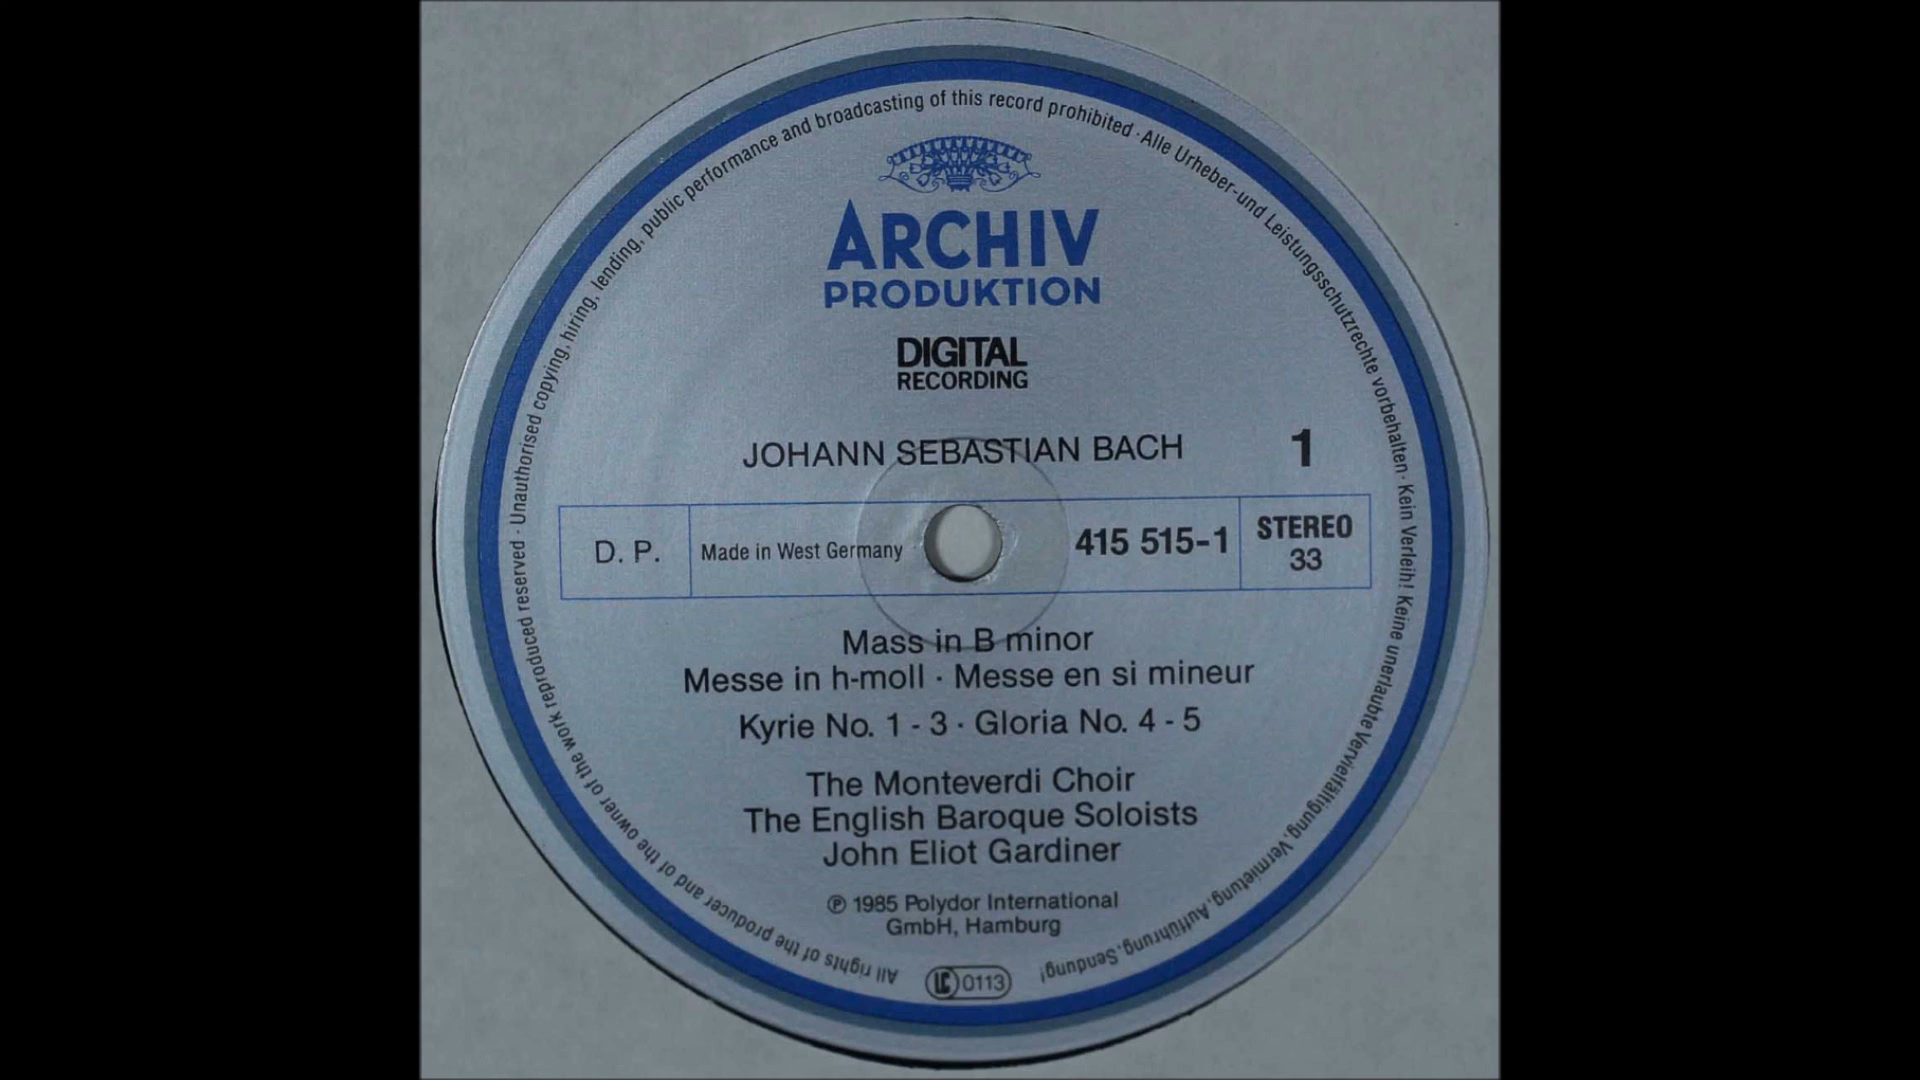 All rights of the producer and of the owner of the work reproduced reserved · Unauthorised copying, hiring, lending, public performance and broadcasting of this record prohibited · Alle Urheber-und Leistungsschutzrechte vorbehalten · Kein Verleih! Keine unerlaubte Vervielfältigung, Vermietung, Aufführung, Sendung!
ARCHIV
PRODUKTION
DIGITAL
RECORDING
JOHANN SEBASTIAN BACH 1
D. P. Made in West Germany 415 515-1 STEREO
33
Mass in B minor
Messe in h-moll · Messe en si mineur
Kyrie No. 1 - 3 · Gloria No. 4 - 5
The Monteverdi Choir
The English Baroque Soloists
John Eliot Gardiner
℗ 1985 Polydor International
GmbH, Hamburg
LC 0113